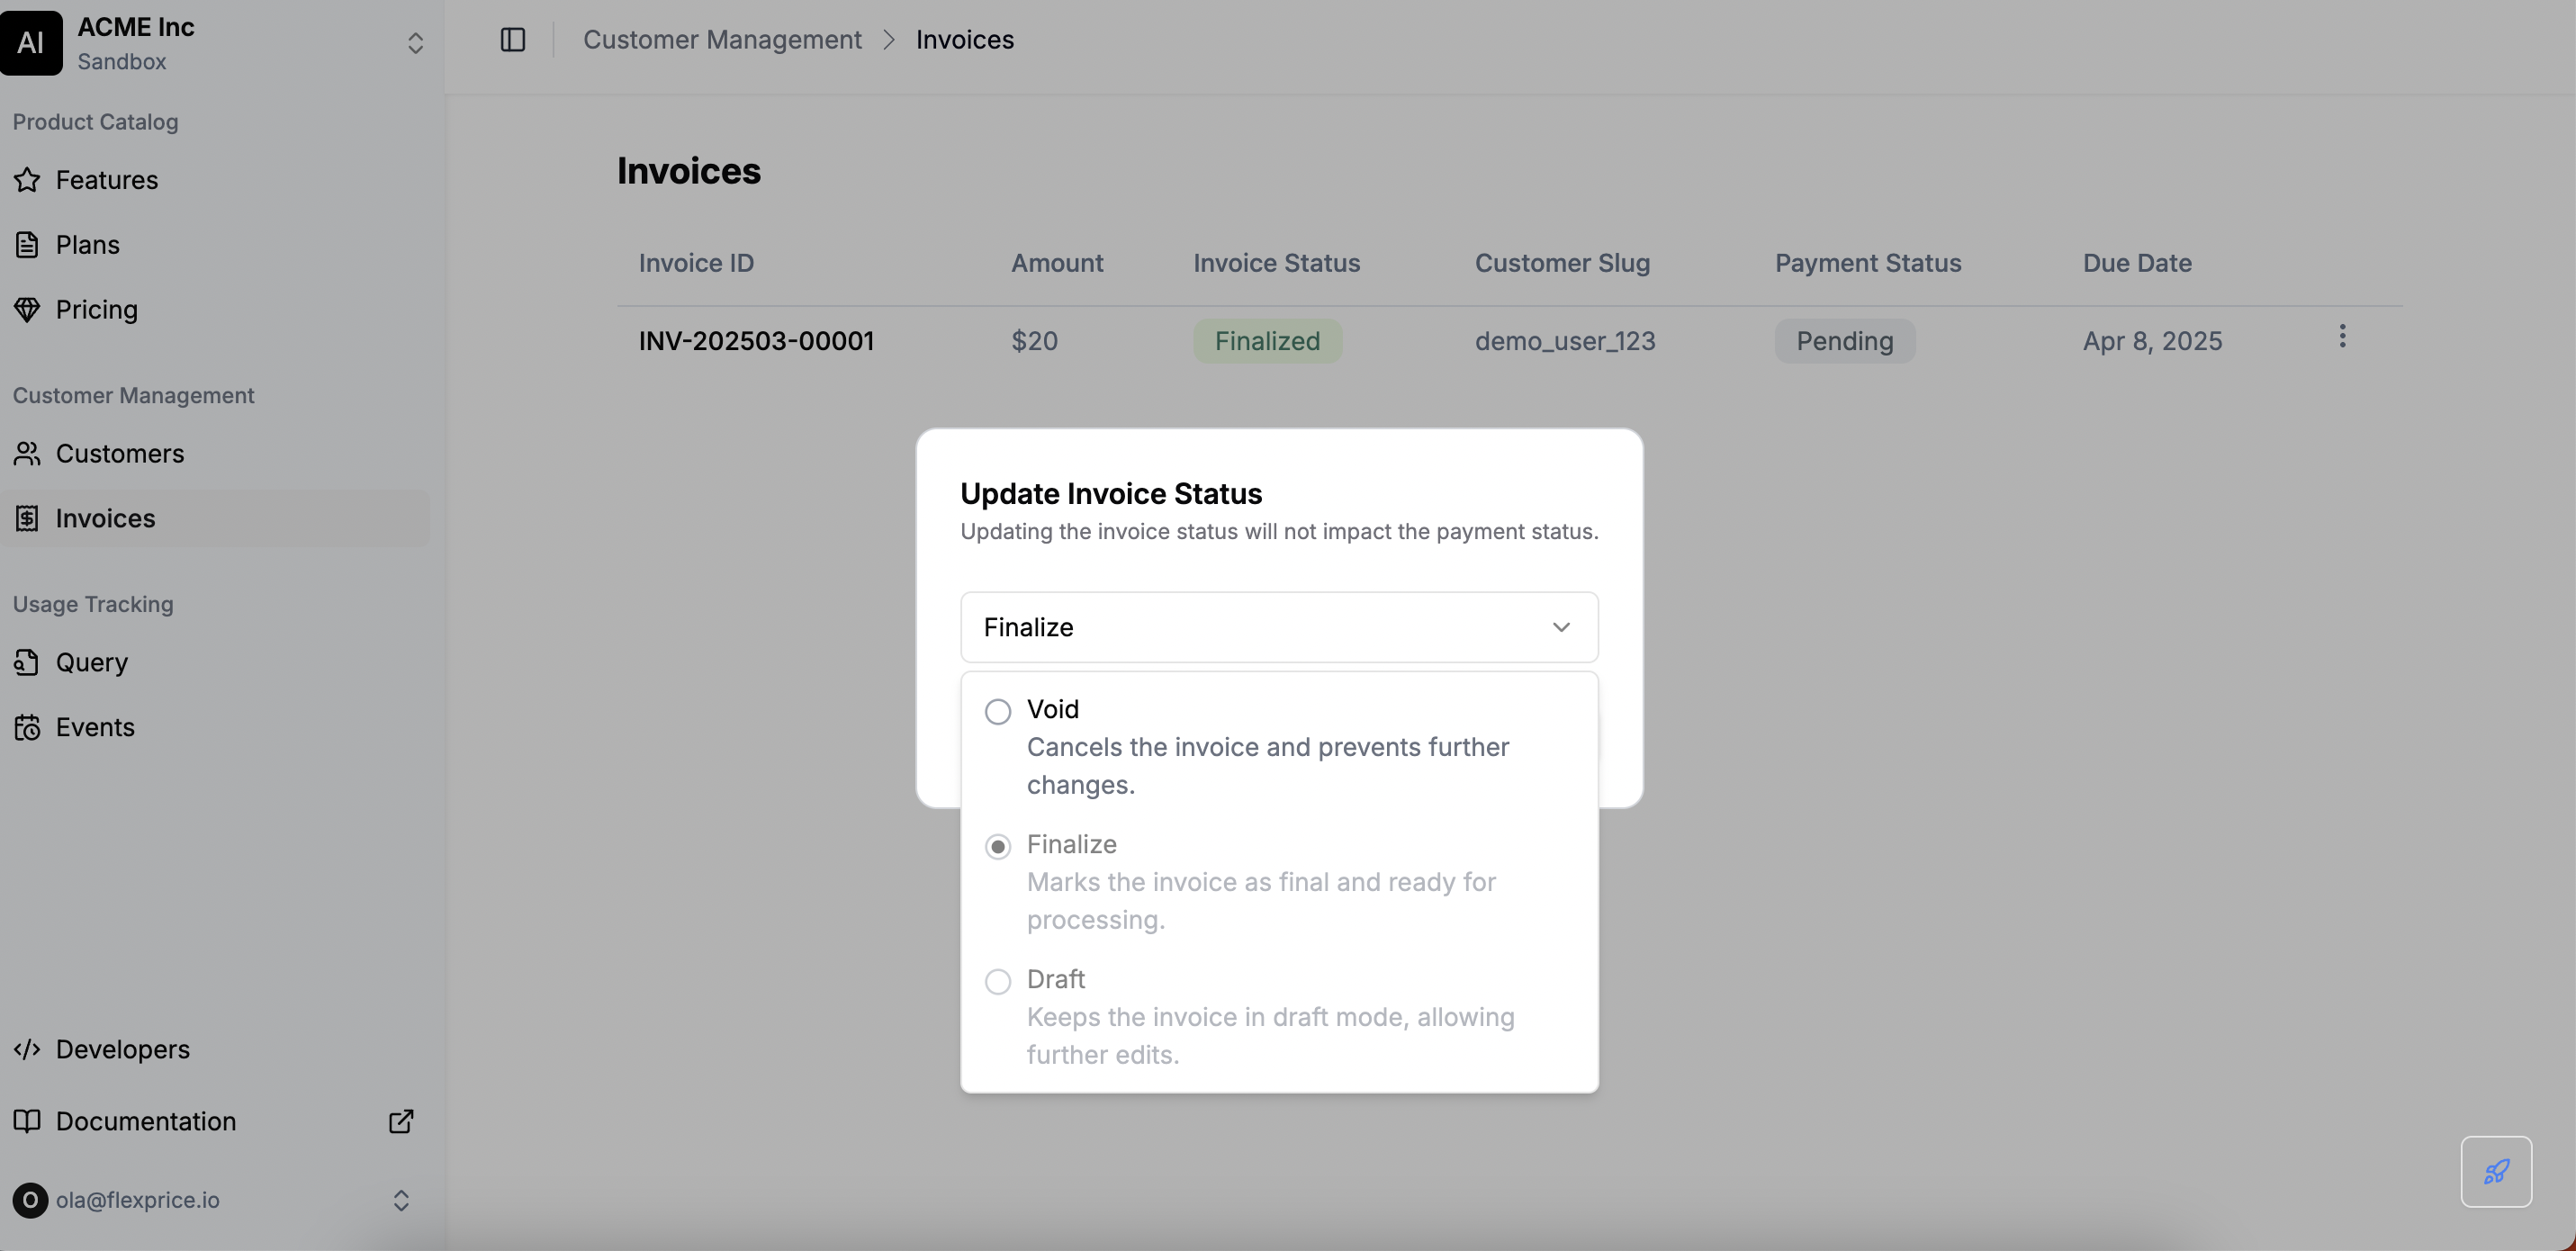 AI
ACME Inc
Sandbox
Product Catalog
Features
Plans
Pricing
Customer Management
Customers
Invoices
Usage Tracking
Query
Events
Developers
Documentation
O
ola@flexprice.io
Customer Management
Invoices
Invoices
Invoice ID Amount Invoice Status Customer Slug Payment Status Due Date
INV-202503-00001 $20 Finalized demo_user_123 Pending Apr 8, 2025
Update Invoice Status
Updating the invoice status will not impact the payment status.
Finalize
Void
Cancels the invoice and prevents further
changes.
Finalize
Marks the invoice as final and ready for
processing.
Draft
Keeps the invoice in draft mode, allowing
further edits.